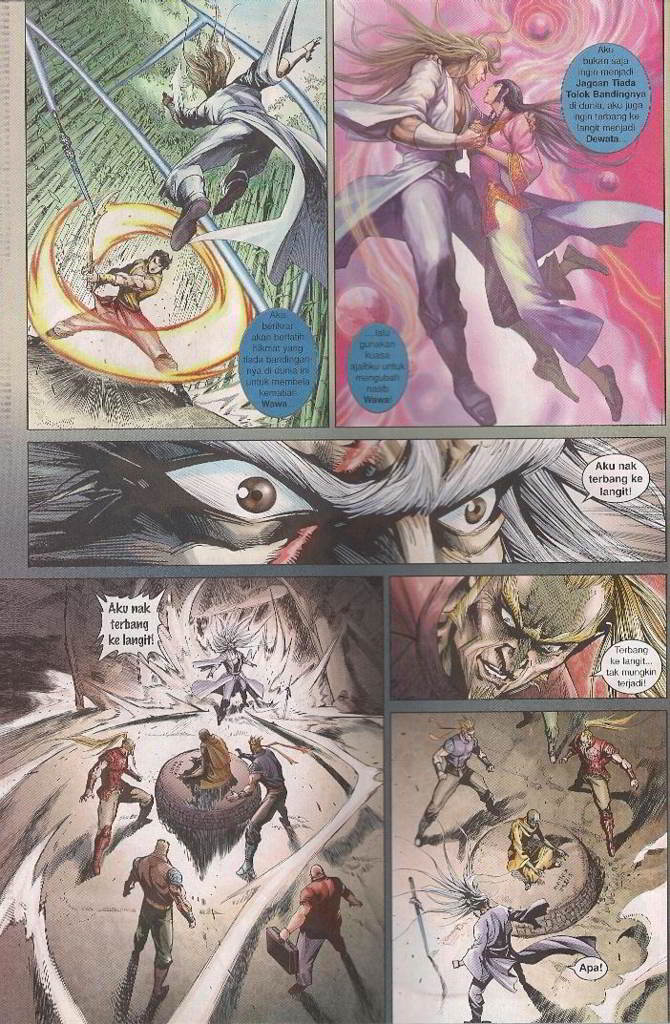 Aku
berikrar
akan berlatih
hikmat yang
tiada bandingan-
nya di dunia ini
untuk membela
kematian
Wawa..
Aku
bukan saja
ingin menjadi
Jagoan Tiada
Tolok Bandingnya
di dunia, aku juga
ingin terbang ke
langit menjadi
Dewata...
....lalu
gunakan
kuasa
ajaibku untuk
mengubah
nasib
Wawa!
Aku nak
terbang ke
langit!
Aku nak
terbang
ke langit!
Terbang
ke langit...
tak mungkin
terjadi!
Apa!